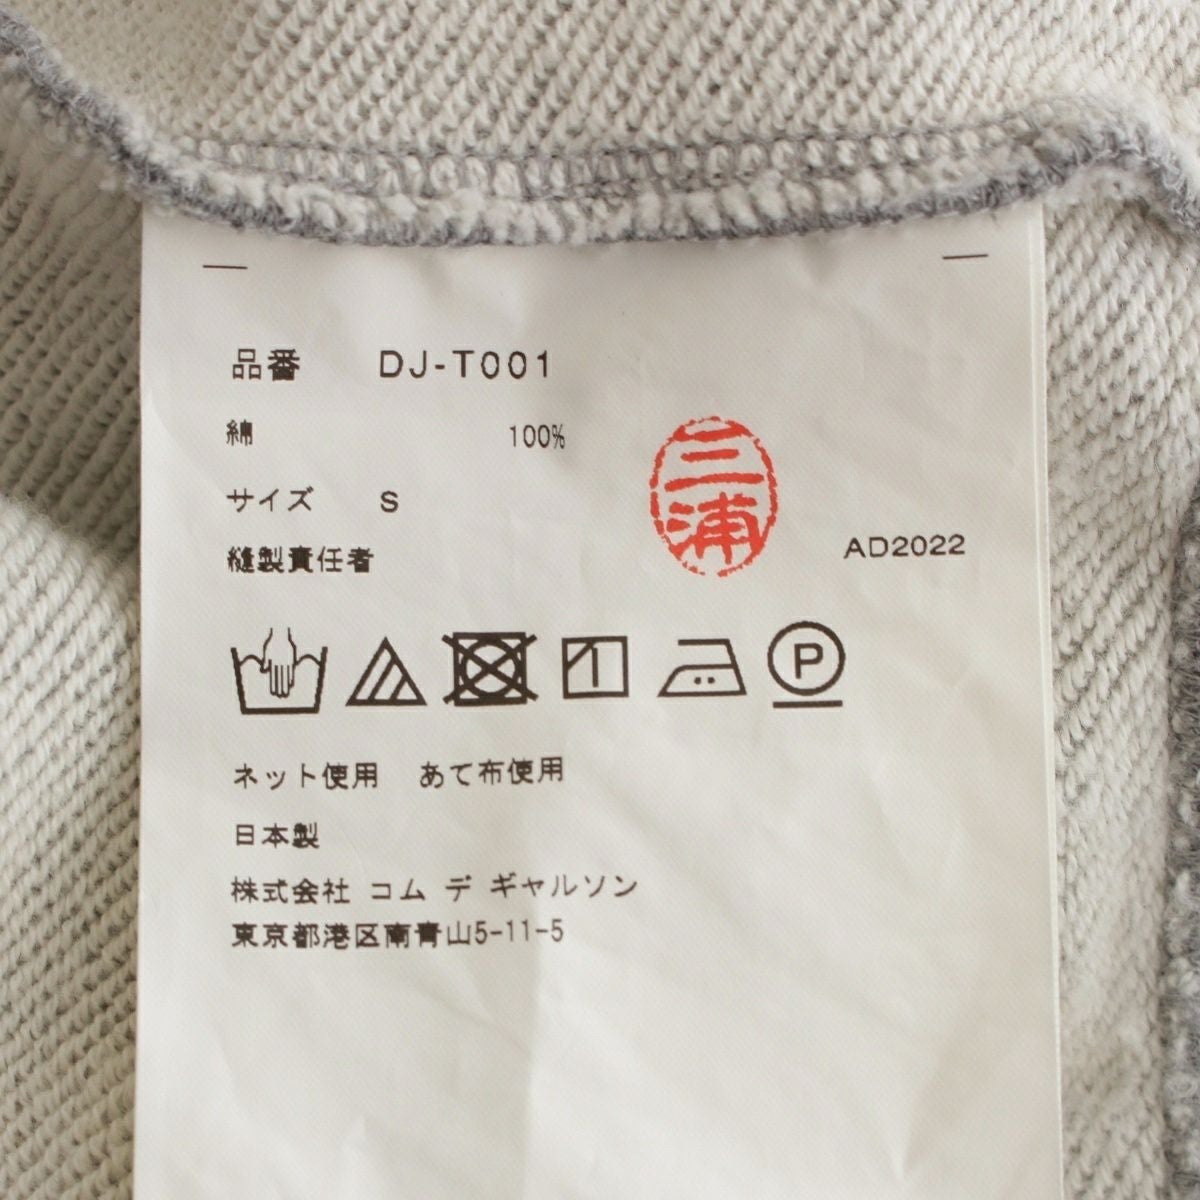 品番 DJ-T001
綿 100%
サイズ S
縫製責任者
三浦
AD2022
P
ネット使用 あて布使用
日本製
株式会社 コム デ ギャルソン
東京都港区南青山5-11-5